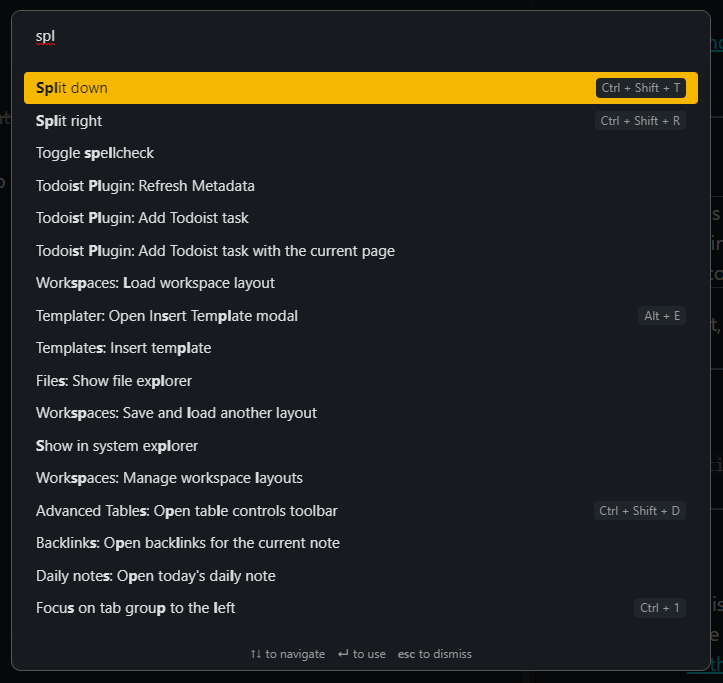 spl
Split down Ctrl + Shift + T
Split right Ctrl + Shift + R
Toggle spellcheck
Todoist Plugin: Refresh Metadata
Todoist Plugin: Add Todoist task
Todoist Plugin: Add Todoist task with the current page
Workspaces: Load workspace layout
Templater: Open Insert Template modal Alt + E
Templates: Insert template
Files: Show file explorer
Workspaces: Save and load another layout
Show in system explorer
Workspaces: Manage workspace layouts
Advanced Tables: Open table controls toolbar Ctrl + Shift + D
Backlinks: Open backlinks for the current note
Daily notes: Open today's daily note
Focus on tab group to the left Ctrl + 1
↑↓ to navigate ↵ to use esc to dismiss